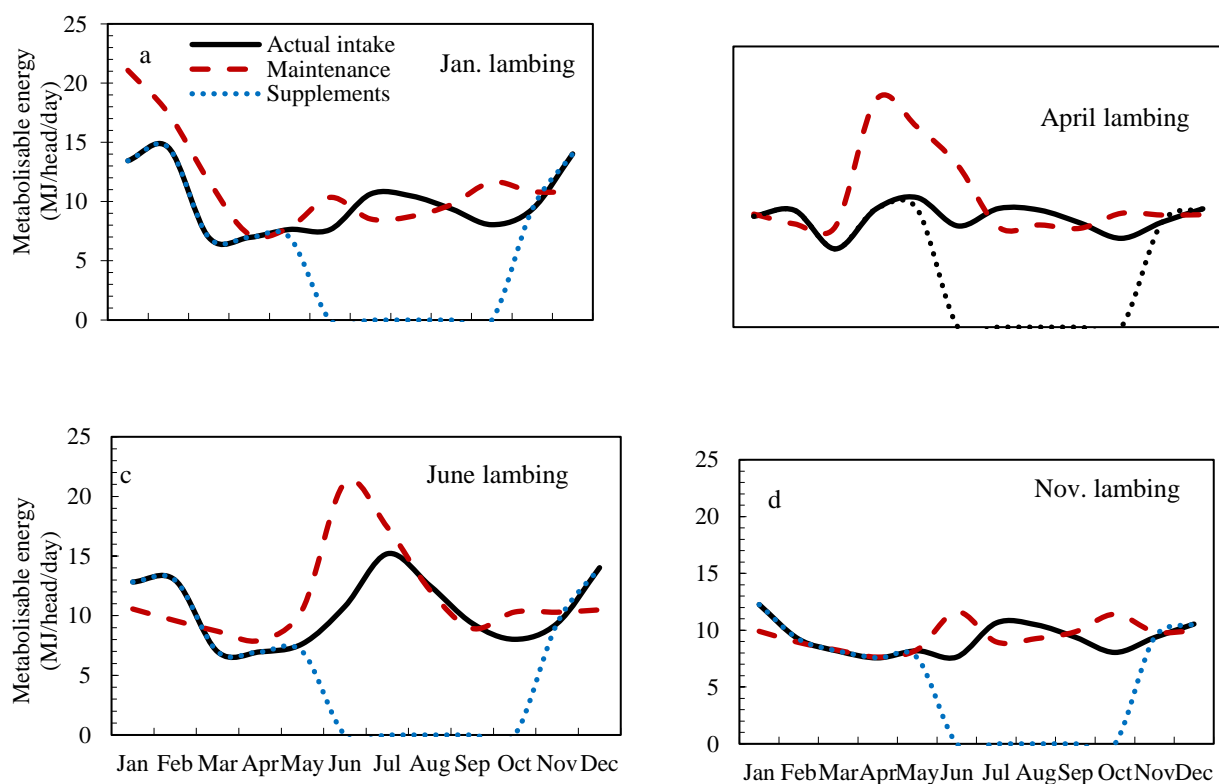 Metabolisable energy
(MJ/head/day)
25
20
15
10
5
0
a
Actual intake
Maintenance
Supplements
Jan. lambing
April lambing
Metabolisable energy
(MJ/head/day)
25
20
15
10
5
0
c
June lambing
Jan Feb Mar Apr May Jun Jul Aug Sep Oct Nov Dec
25
20
15
10
5
0
d
Nov. lambing
Jan Feb Mar Apr May Jun Jul Aug Sep Oct Nov Dec